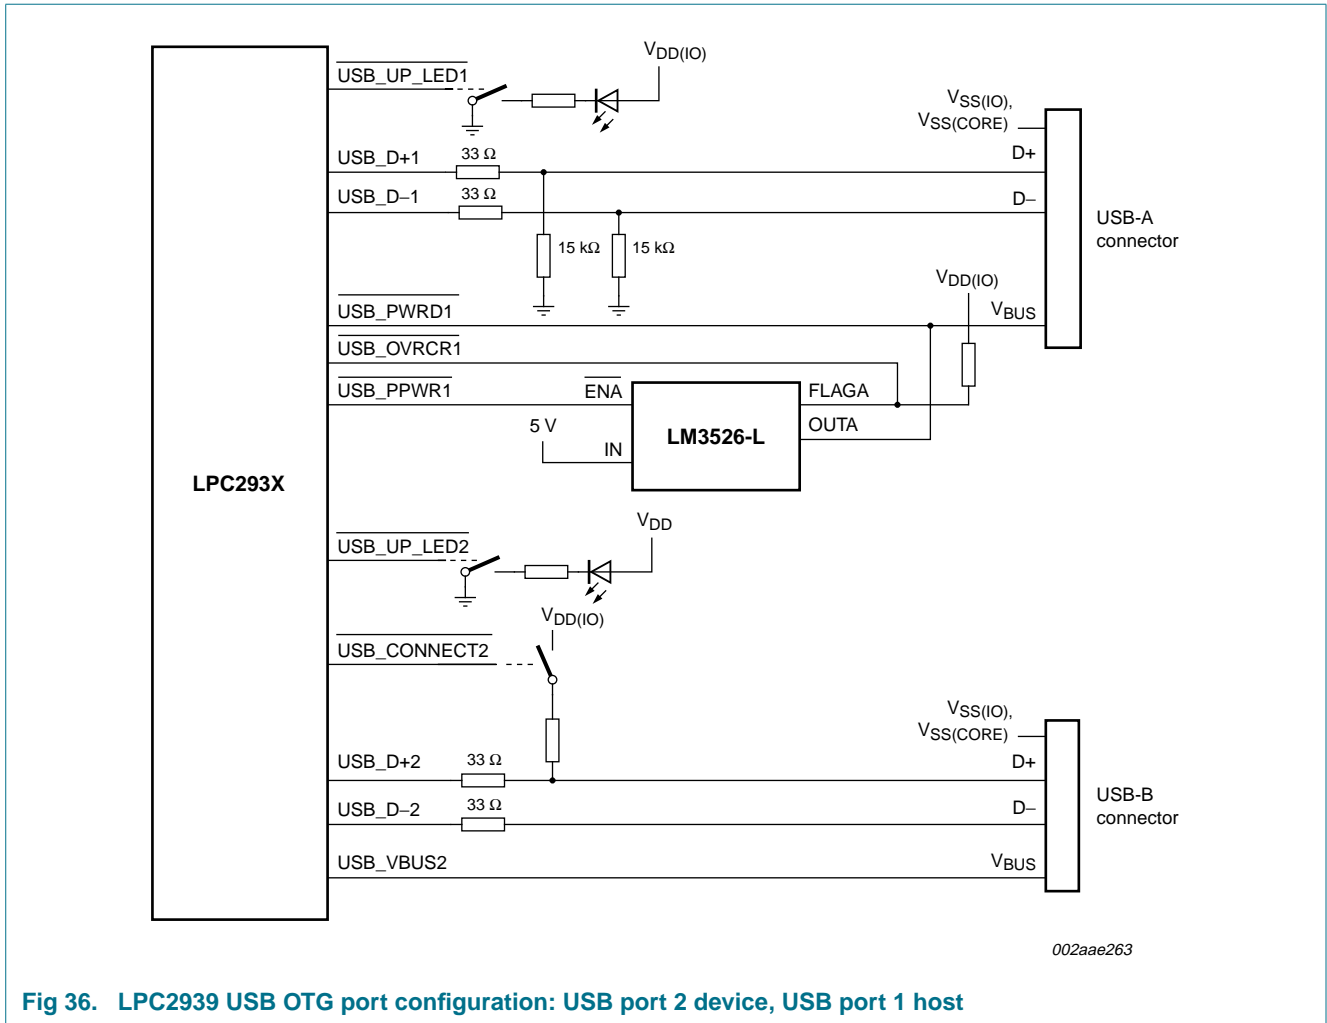 USB_UP_LED1
VDD(IO)
VSS(IO),
VSS(CORE)
USB_D+1
33 Ω
D+
USB_D−1
33 Ω
D−
USB-A
connector
15 kΩ
15 kΩ
VDD(IO)
USB_PWRD1
VBUS
USB_OVRCR1
USB_PPWR1
ENA
FLAGA
5 V
OUTA
LM3526-L
IN
LPC293X
VDD
USB_UP_LED2
VDD(IO)
USB_CONNECT2
VSS(IO),
VSS(CORE)
USB_D+2
33 Ω
D+
USB_D−2
33 Ω
D−
USB-B
connector
USB_VBUS2
VBUS
002aae263
Fig 36. LPC2939 USB OTG port configuration: USB port 2 device, USB port 1 host